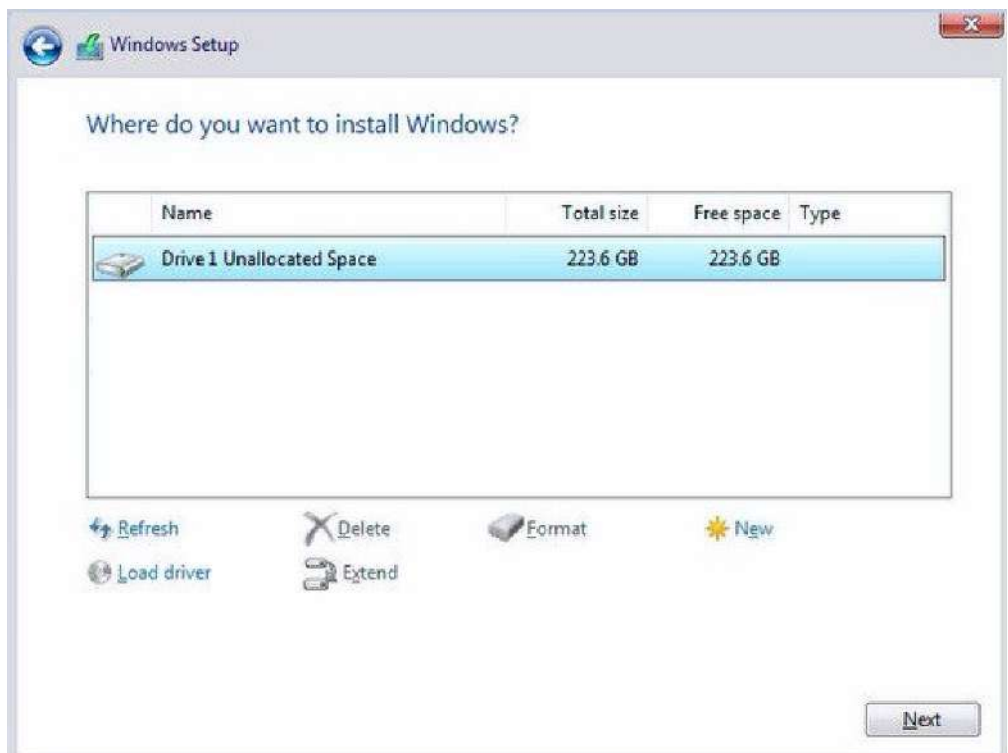 Windows Setup
Where do you want to install Windows?
Name Total size Free space Type
Drive 1 Unallocated Space 223.6 GB 223.6 GB
Refresh Delete Format New
Load driver Extend
Next